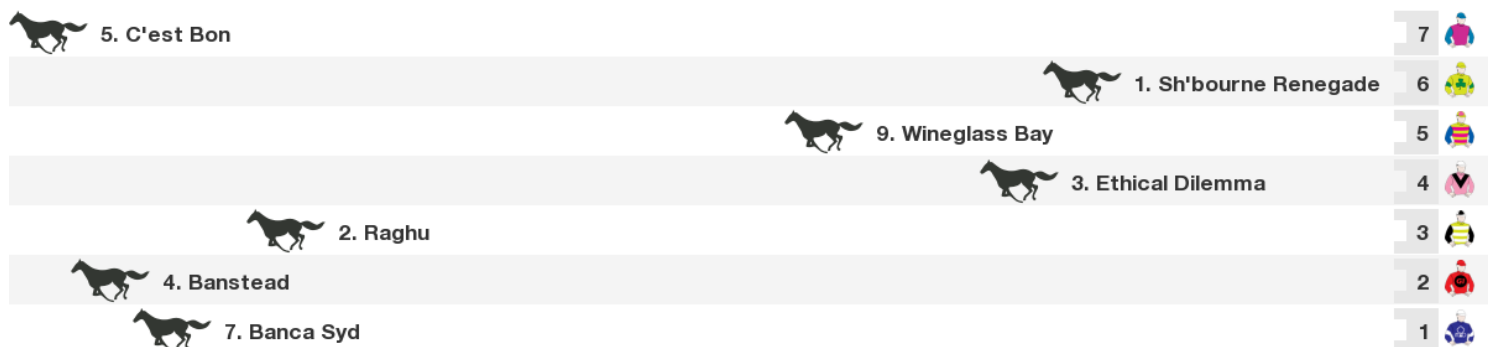 5. C'est Bon 7
1. Sh'bourne Renegade 6
9. Wineglass Bay 5
3. Ethical Dilemma 4
2. Raghu 3
4. Banstead 2
7. Banca Syd 1